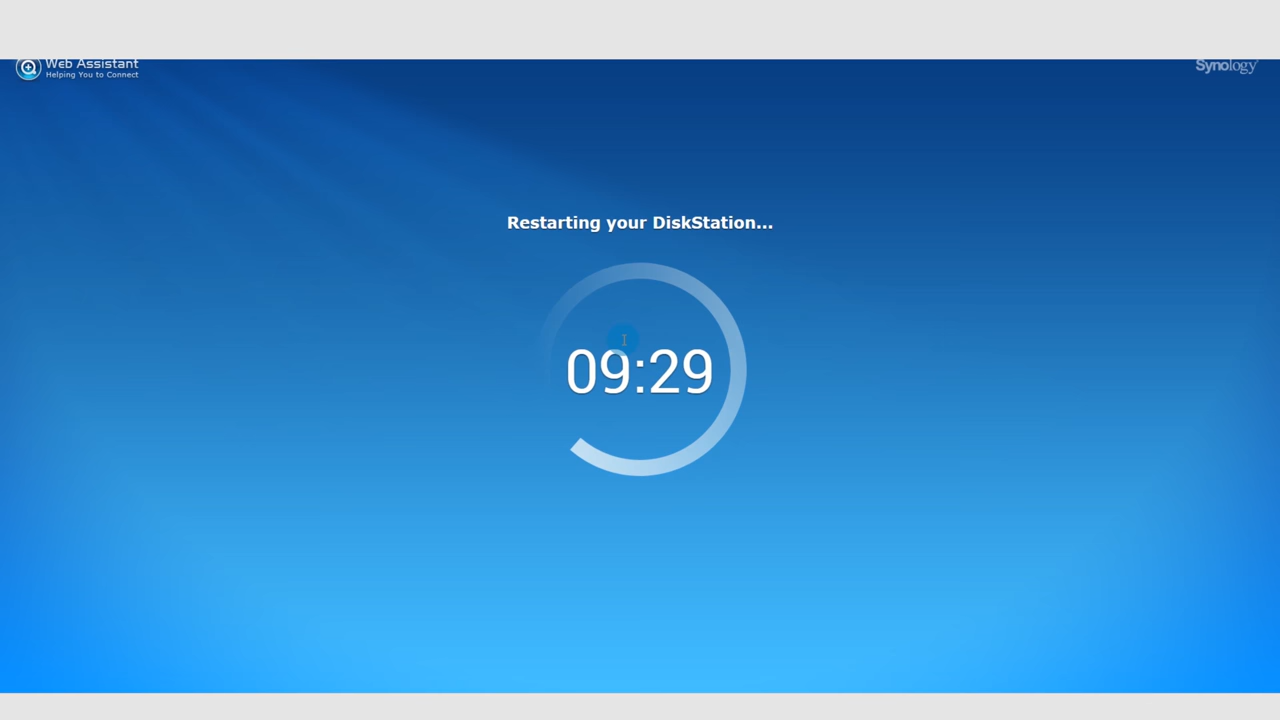 Web Assistant
Helping You to Connect
Synology
Restarting your DiskStation...
09:29